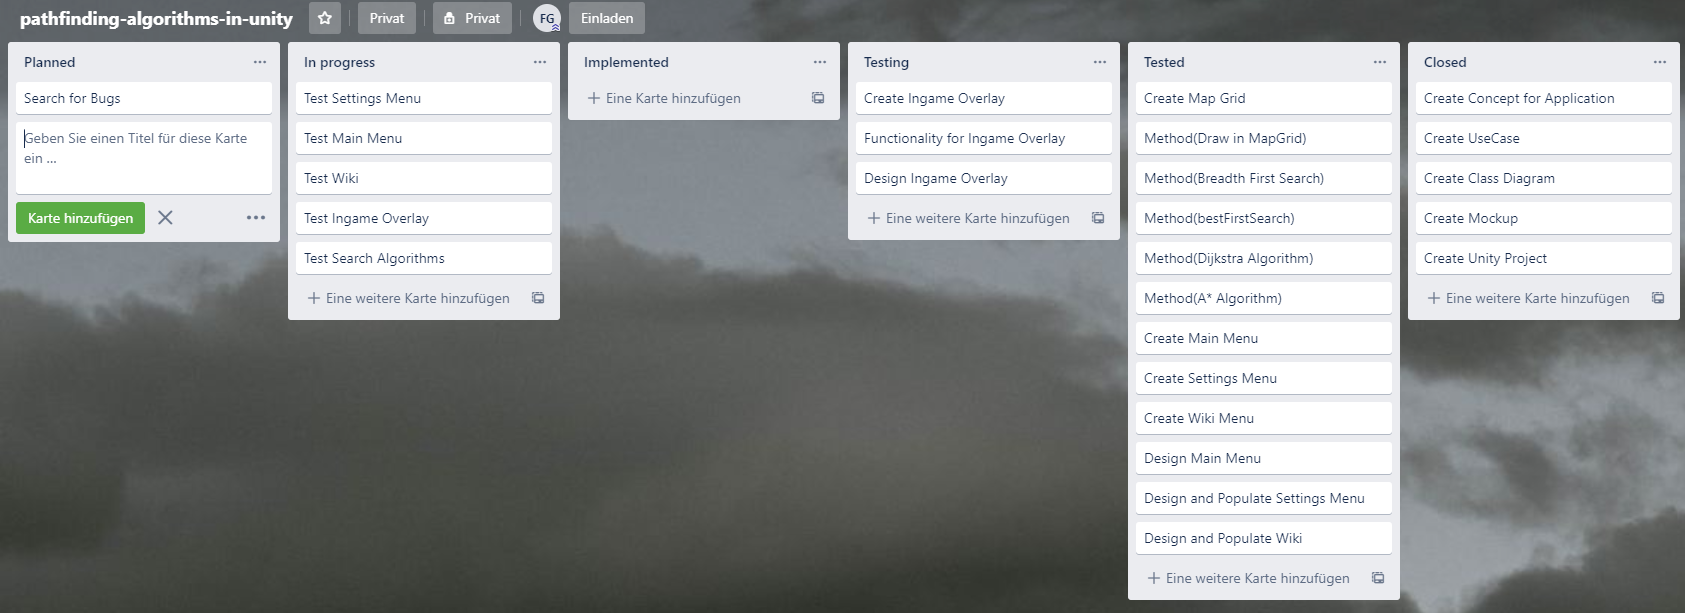 pathfinding-algorithms-in-unity
Privat
Privat
FG
Einladen
Planned
Search for Bugs
Geben Sie einen Titel für diese Karte
ein ...
Karte hinzufügen
In progress
Test Settings Menu
Test Main Menu
Test Wiki
Test Ingame Overlay
Test Search Algorithms
Eine weitere Karte hinzufügen
Implemented
Eine Karte hinzufügen
Testing
Create Ingame Overlay
Functionality for Ingame Overlay
Design Ingame Overlay
Eine weitere Karte hinzufügen
Tested
Create Map Grid
Method(Draw in MapGrid)
Method(Breadth First Search)
Method(bestFirstSearch)
Method(Dijkstra Algorithm)
Method(A* Algorithm)
Create Main Menu
Create Settings Menu
Create Wiki Menu
Design Main Menu
Design and Populate Settings Menu
Design and Populate Wiki
Eine weitere Karte hinzufügen
Closed
Create Concept for Application
Create UseCase
Create Class Diagram
Create Mockup
Create Unity Project
Eine weitere Karte hinzufügen